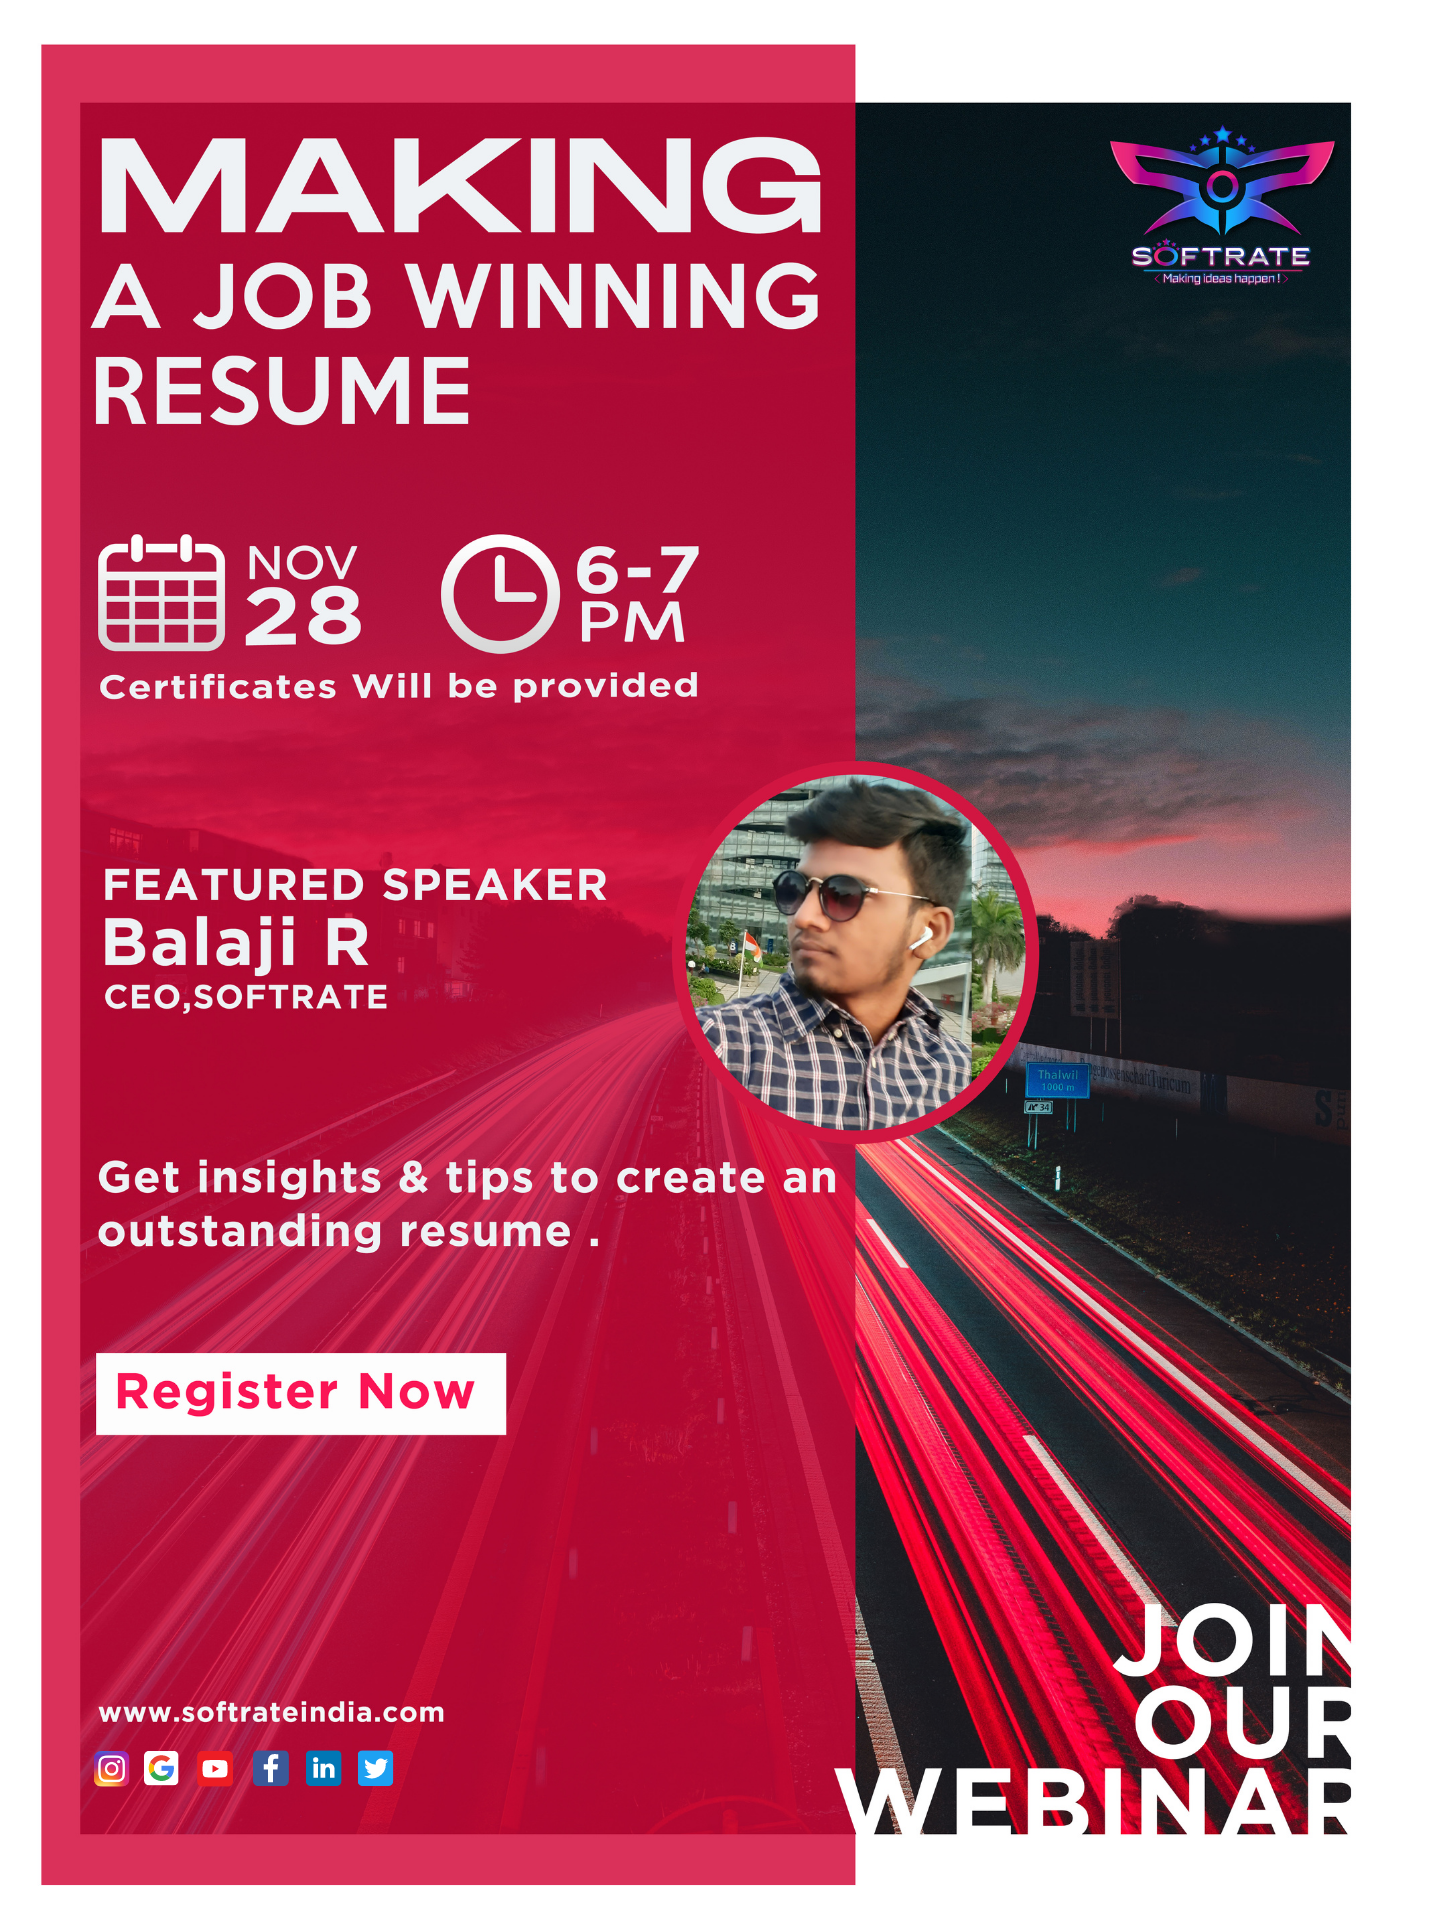 MAKING
A JOB WINNING
RESUME
SOFTRATE
Making ideas happen !
NOV
28
6-7
PM
Certificates Will be provided
FEATURED SPEAKER
Balaji R
CEO,SOFTRATE
8
Thalwil
1000 m
34
Get insights & tips to create an
outstanding resume .
Register Now
JOIN
OUR
WEBINAR
www.softrateindia.com